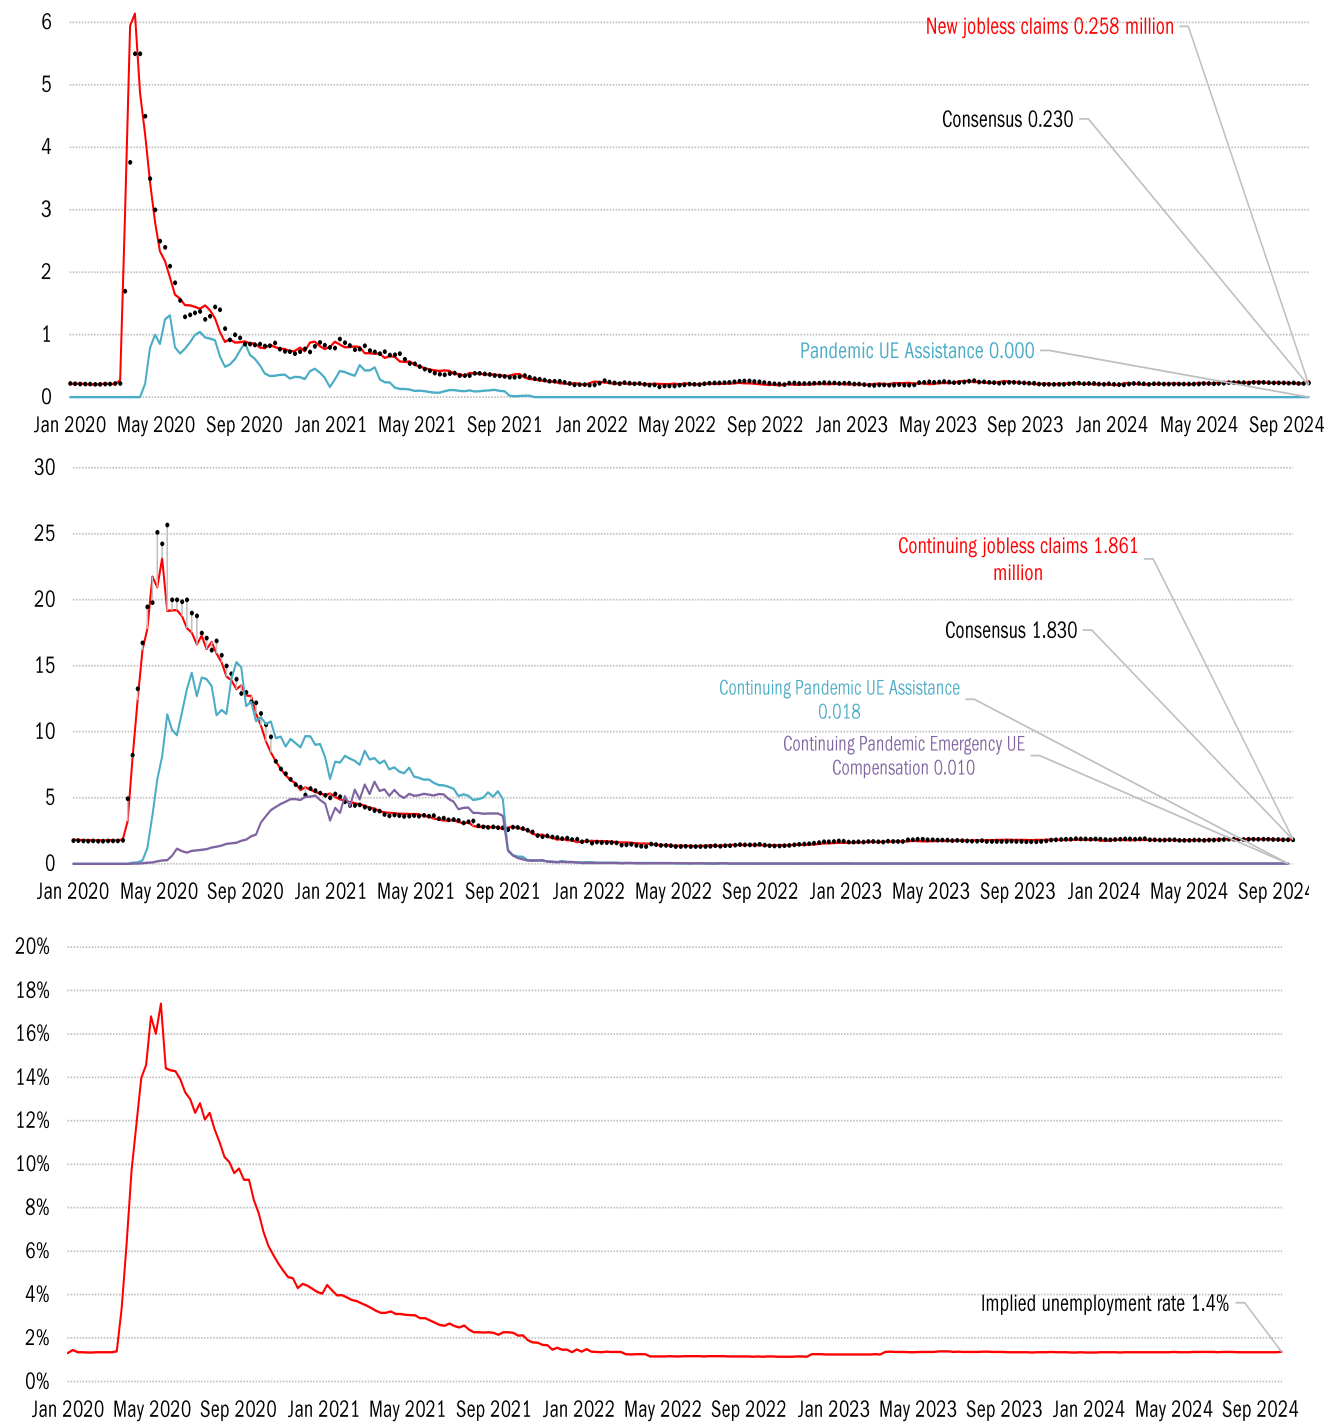 6
New jobless claims 0.258 million
5
Consensus 0.230
4
3
2
1
Pandemic UE Assistance 0.000
0
Jan 2020 May 2020 Sep 2020 Jan 2021 May 2021 Sep 2021 Jan 2022 May 2022 Sep 2022 Jan 2023 May 2023 Sep 2023 Jan 2024 May 2024 Sep 2024
30
25
Continuing jobless claims 1.861
million
20
Consensus 1.830
15
Continuing Pandemic UE Assistance
0.018
10
Continuing Pandemic Emergency UE
Compensation 0.010
5
0
Jan 2020 May 2020 Sep 2020 Jan 2021 May 2021 Sep 2021 Jan 2022 May 2022 Sep 2022 Jan 2023 May 2023 Sep 2023 Jan 2024 May 2024 Sep 2024
20%
18%
16%
14%
12%
10%
8%
6%
4%
Implied unemployment rate 1.4%
2%
0%
Jan 2020 May 2020 Sep 2020 Jan 2021 May 2021 Sep 2021 Jan 2022 May 2022 Sep 2022 Jan 2023 May 2023 Sep 2023 Jan 2024 May 2024 Sep 2024